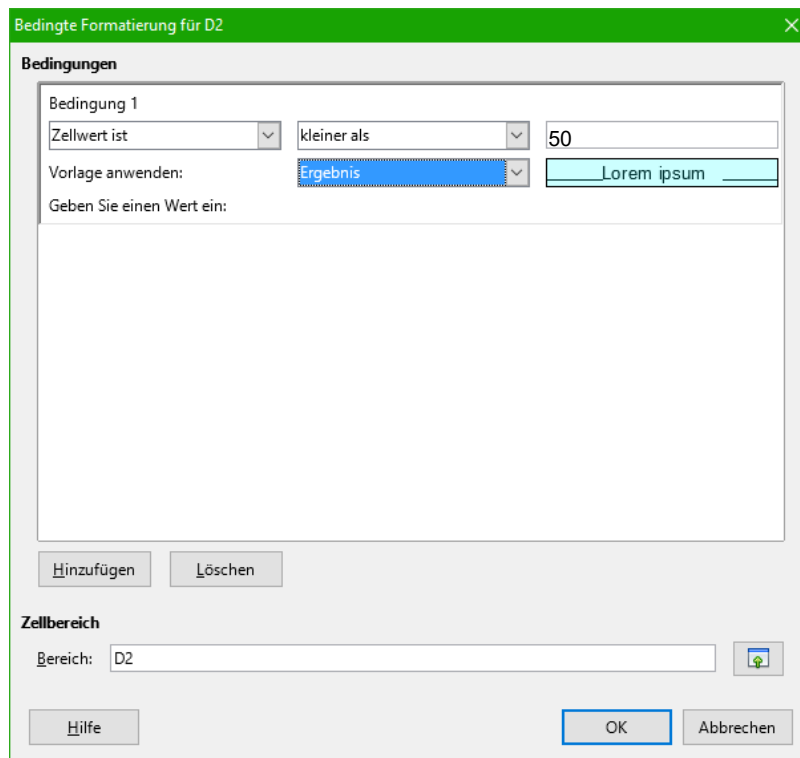 Bedingte Formatierung für D2
Bedingungen
Bedingung 1
Zellwert ist kleiner als 50
Vorlage anwenden: Ergebnis Lorem ipsum
Geben Sie einen Wert ein:
Hinzufügen Löschen
Zellbereich
Bereich: D2
Hilfe OK Abbrechen